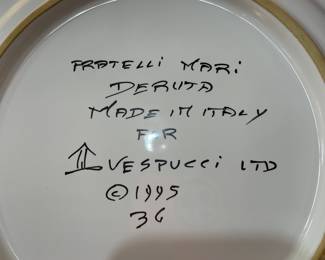 FRATELLI MARI
DERUTA
MADE IN ITALY
FOR
VESPUCCI LTD
© 1995
36